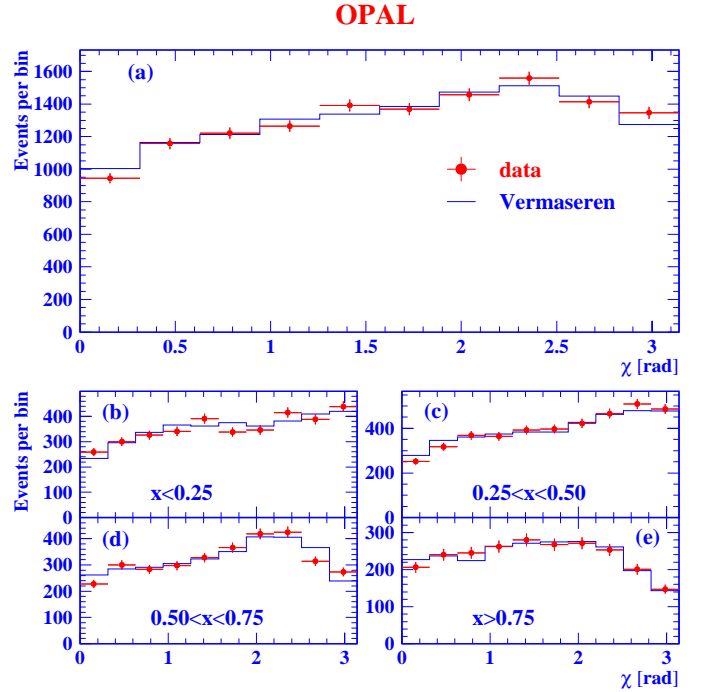 OPAL
Events per bin
(a)
1600
1400
1200
1000
800
600
400
200
0
data
Vermaseren
0 0.5 1 1.5 2 2.5 3
χ [rad]
Events per bin
(b)
400
300
200
100
0
x<0.25
(c)
400
200
0
0.25<x<0.50
(d)
400
300
200
100
0
0.50<x<0.75
0 1 2 3
(e)
300
200
100
0
x>0.75
0 1 2 3
χ [rad]